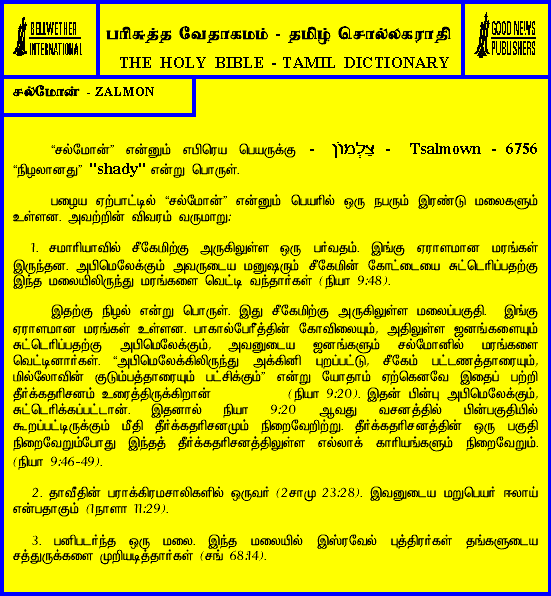 BELLWETHER
INTERNATIONAL
பரிசுத்த வேதாகமம் - தமிழ் சொல்லகராதி
THE HOLY BIBLE - TAMIL DICTIONARY
GOOD NEWS
PUBLISHERS
சல்மோன் - ZALMON
“சல்மோன்” என்னும் எபிரெய பெயருக்கு - צַלְמוֹן - Tsalmown - 6756
“நிழலானது” "shady" என்று பொருள்.
பழைய ஏற்பாட்டில் “சல்மோன்” என்னும் பெயரில் ஒரு நபரும் இரண்டு மலைகளும்
உள்ளன. அவற்றின் விவரம் வருமாறு:
1. சமாரியாவில் சீகேமிற்கு அருகிலுள்ள ஒரு பர்வதம். இங்கு ஏராளமான மரங்கள்
இருந்தன. அபிமெலேக்கும் அவருடைய மனுஷரும் சீகேமின் கோட்டையை சுட்டெரிப்பதற்கு
இந்த மலையிலிருந்து மரங்களை வெட்டி வந்தார்கள் (நியா 9:48).
இதற்கு நிழல் என்று பொருள். இது சீகேமிற்கு அருகிலுள்ள மலைப்பகுதி. இங்கு
ஏராளமான மரங்கள் உள்ளன. பாகால்பேரீத்தின் கோவிலையும், அதிலுள்ள ஜனங்களையும்
சுட்டெரிப்பதற்கு அபிமெலேக்கும், அவனுடைய ஜனங்களும் சல்மோனில் மரங்களை
வெட்டினார்கள். “அபிமெலேக்கிலிருந்து அக்கினி புறப்பட்டு, சீகேம் பட்டணத்தாரையும்,
மில்லோவின் குடும்பத்தாரையும் பட்சிக்கும்” என்று யோதாம் ஏற்கெனவே இதைப் பற்றி
தீர்க்கதரிசனம் உரைத்திருக்கிறான் (நியா 9:20). இதன் பின்பு அபிமெலேக்கும்,
சுட்டெரிக்கப்பட்டான். இதனால் நியா 9:20 ஆவது வசனத்தில் பின்பகுதியில்
கூறப்பட்டிருக்கும் மீதி தீர்க்கதரிசனமும் நிறைவேறிற்று. தீர்க்கதரிசனத்தின் ஒரு பகுதி
நிறைவேறும்போது இந்தத் தீர்க்கதரிசனத்திலுள்ள எல்லாக் காரியங்களும் நிறைவேறும்.
(நியா 9:46-49).
2. தாவீதின் பராக்கிரமசாலிகளில் ஒருவர் (2சாமு 23:28). இவனுடைய மறுபெயர் ஈலாய்
என்பதாகும் (1நாளா 11:29).
3. பனிபடர்ந்த ஒரு மலை. இந்த மலையில் இஸ்ரவேல் புத்திரர்கள் தங்களுடைய
சத்துருக்களை முறியடித்தார்கள் (சங் 68:14).